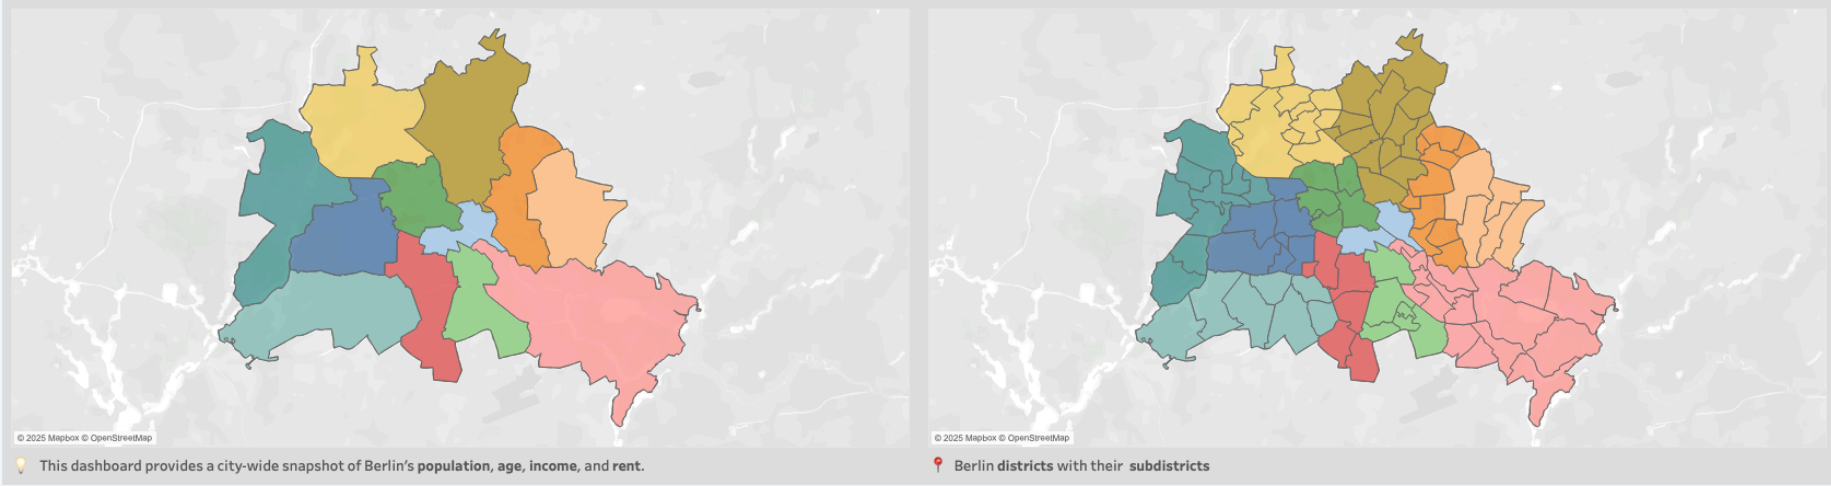 © 2025 Mapbox © OpenStreetMap
© 2025 Mapbox © OpenStreetMap
This dashboard provides a city-wide snapshot of Berlin's population, age, income, and rent.
Berlin districts with their subdistricts